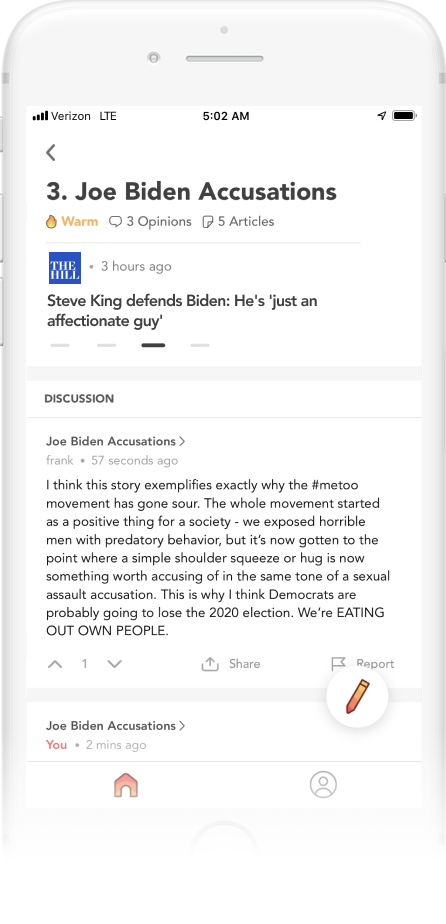 Verizon LTE 5:02 AM
3. Joe Biden Accusations
Warm 3 Opinions 5 Articles
THE
HILL
• 3 hours ago
Steve King defends Biden: He's 'just an
affectionate guy'
DISCUSSION
Joe Biden Accusations >
frank • 57 seconds ago
I think this story exemplifies exactly why the #metoo
movement has gone sour. The whole movement started
as a positive thing for a society - we exposed horrible
men with predatory behavior, but it’s now gotten to the
point where a simple shoulder squeeze or hug is now
something worth accusing of in the same tone of a sexual
assault accusation. This is why I think Democrats are
probably going to lose the 2020 election. We’re EATING
OUT OWN PEOPLE.
1 Share Report
Joe Biden Accusations >
You • 2 mins ago